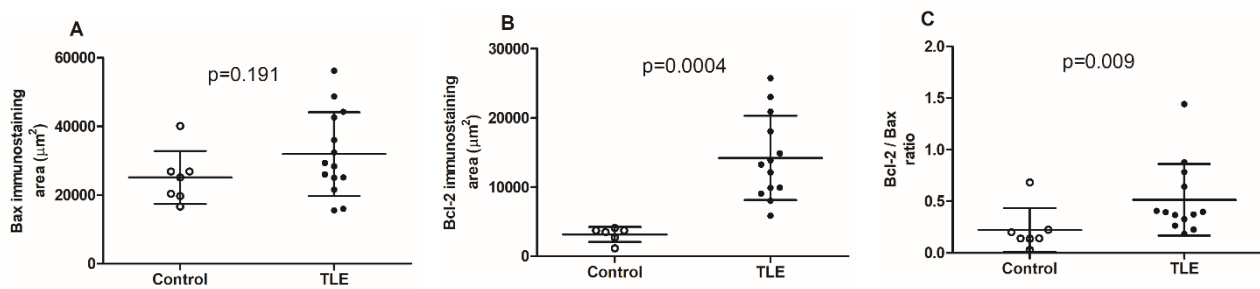 A
p=0.191
Bax immunostaining
area (μm²)
60000
40000
20000
0
Control
TLE
B
p=0.0004
Bcl-2 immunostaining
area (μm²)
30000
20000
10000
0
Control
TLE
C
p=0.009
Bcl-2 / Bax
ratio
2.0
1.5
1.0
0.5
0.0
Control
TLE